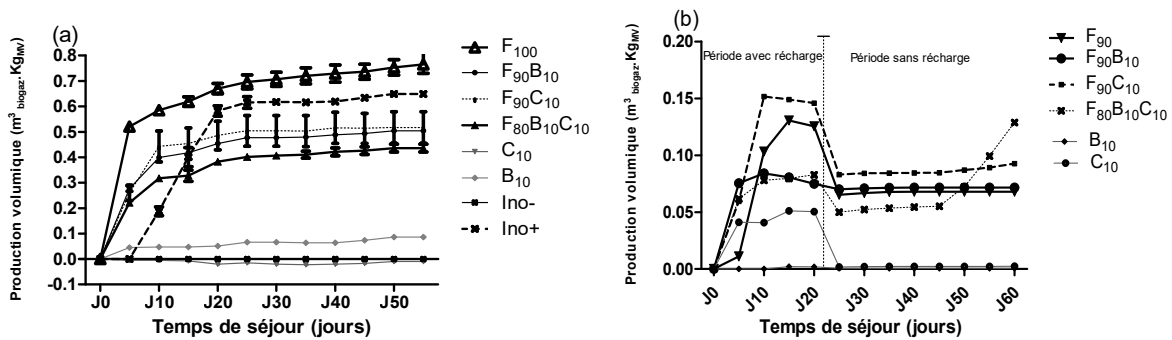 (a)
Production volumique (m³ biogaz.KgMV)
0.8
0.7
0.6
0.5
0.4
0.3
0.2
0.1
0.0
-0.1
J0 J10 J20 J30 J40 J50
Temps de séjour (jours)
F100
F90B10
F90C10
F80B10C10
C10
B10
Ino-
Ino+
(b)
Production volumique (m³ biogaz.KgMV)
0.20
0.15
0.10
0.05
0.00
Période avec récharge Période sans récharge
J0 J10 J20 J30 J40 J50 J60
Temps de séjour (jours)
F90
F90B10
F90C10
F80B10C10
B10
C10